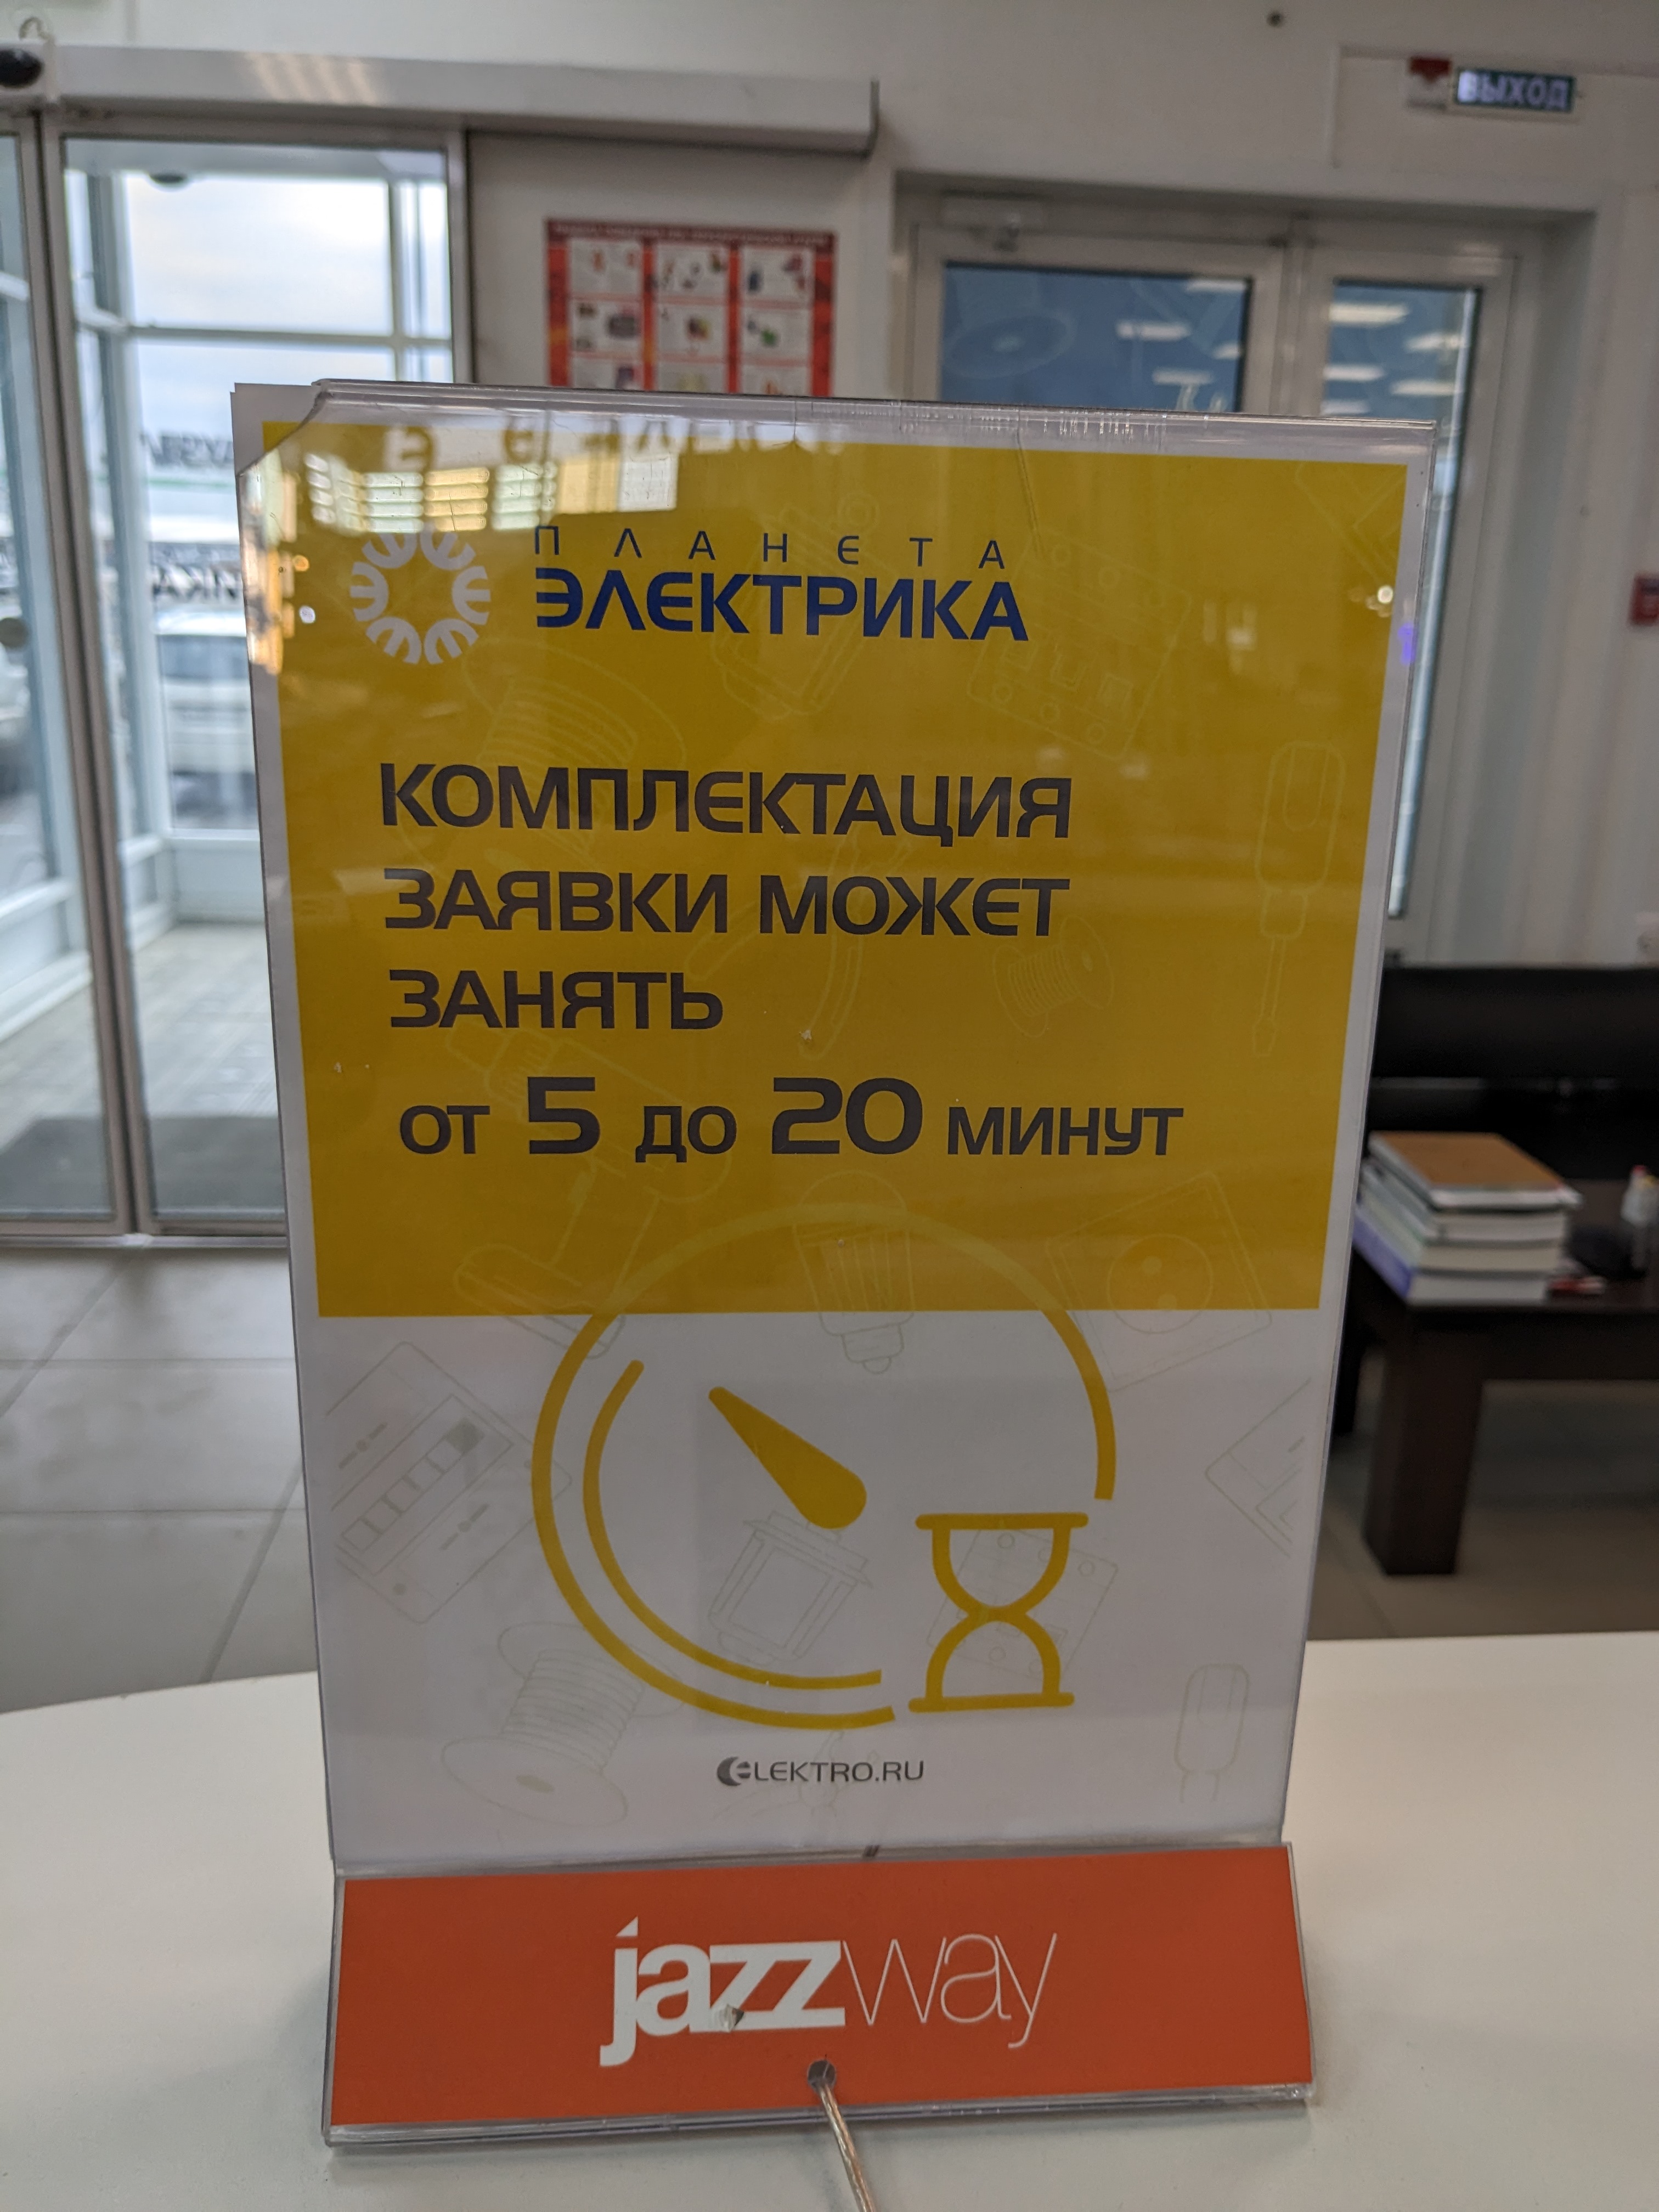 ВЫХОД
ПЛАНЕТА
ЭЛЕКТРИКА
КОМПЛЕКТАЦИЯ
ЗАЯВКИ МОЖЕТ
ЗАНЯТЬ
ОТ 5 ДО 20 МИНУТ
ELEKTRO.RU
jazzway